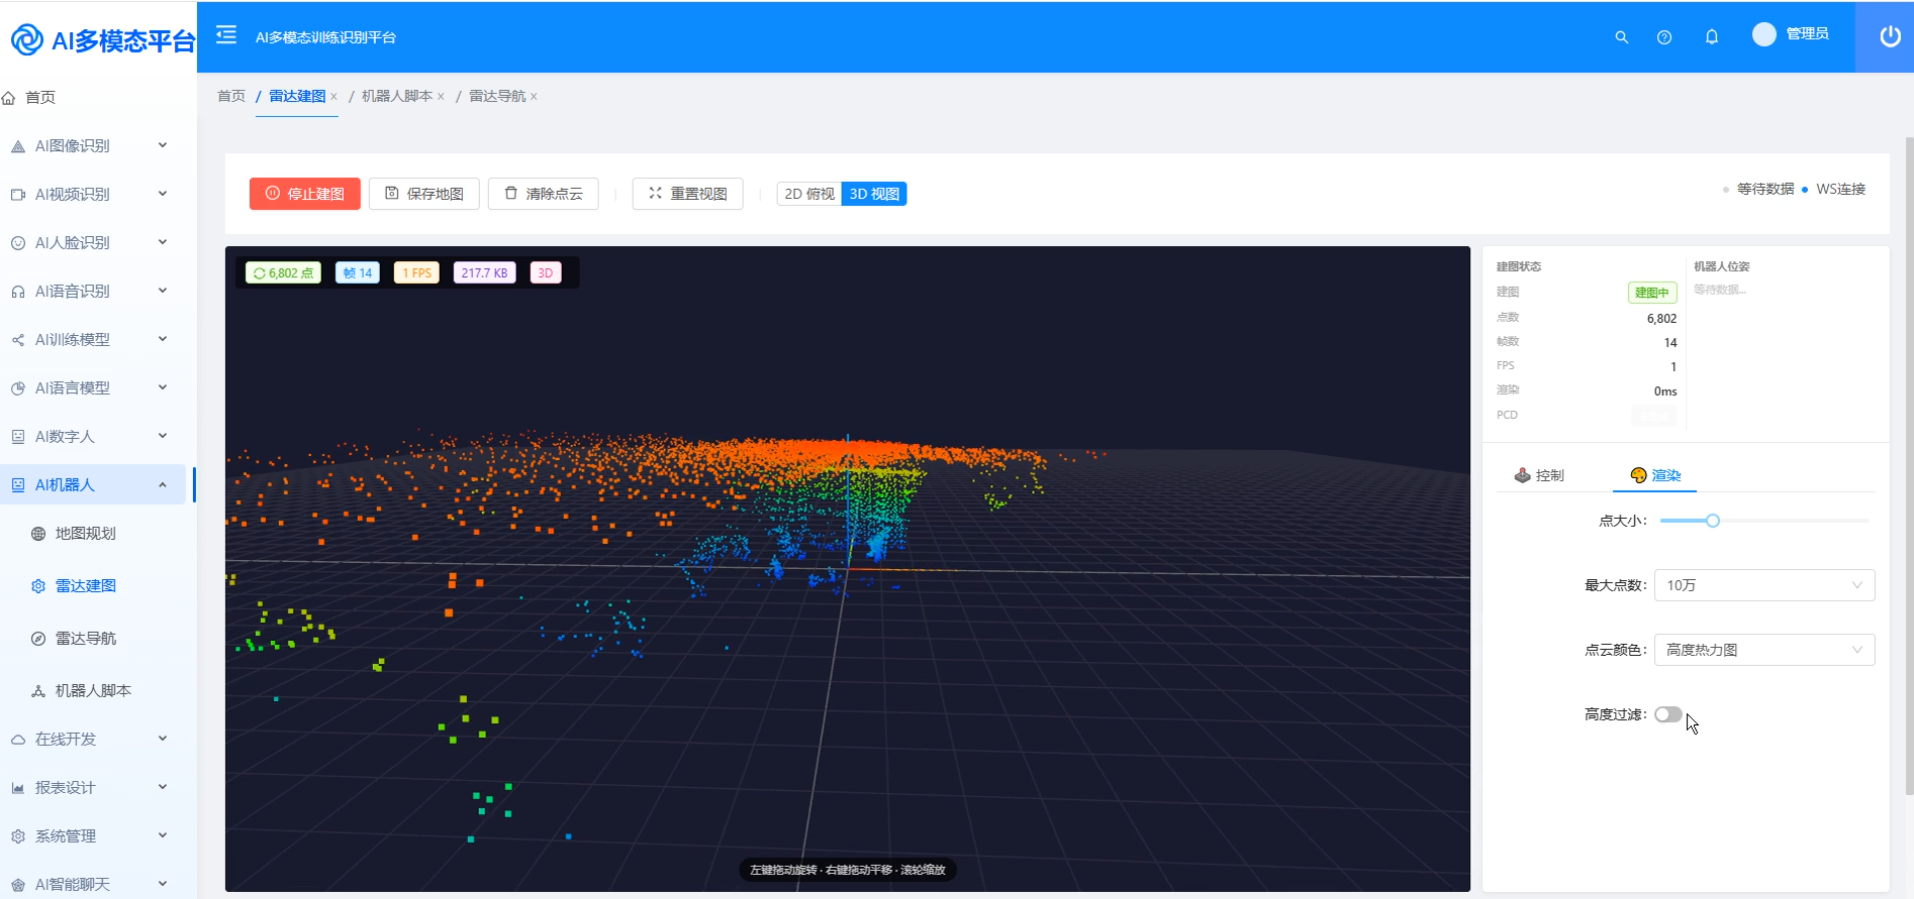 AI多模态平台
AI多模态训练识别平台
管理员
首页
AI图像识别
AI视频识别
AI人脸识别
AI语音识别
AI训练模型
AI语言模型
AI数字人
AI机器人
地图规划
雷达建图
雷达导航
机器人脚本
在线开发
报表设计
系统管理
AI智能聊天
首页 / 雷达建图 × / 机器人脚本 × / 雷达导航 ×
停止建图 保存地图 清除点云 重置视图 2D 俯视 3D 视图
等待数据 WS连接
6,802 点 帧 14 1 FPS 217.7 KB 3D
左键拖动旋转 · 右键拖动平移 · 滚轮缩放
建图状态
建图 建图中
点数 6,802
帧数 14
FPS 1
渲染 0ms
PCD
机器人位姿
等待数据...
控制 渲染
点大小:
最大点数: 10万
点云颜色: 高度热力图
高度过滤: